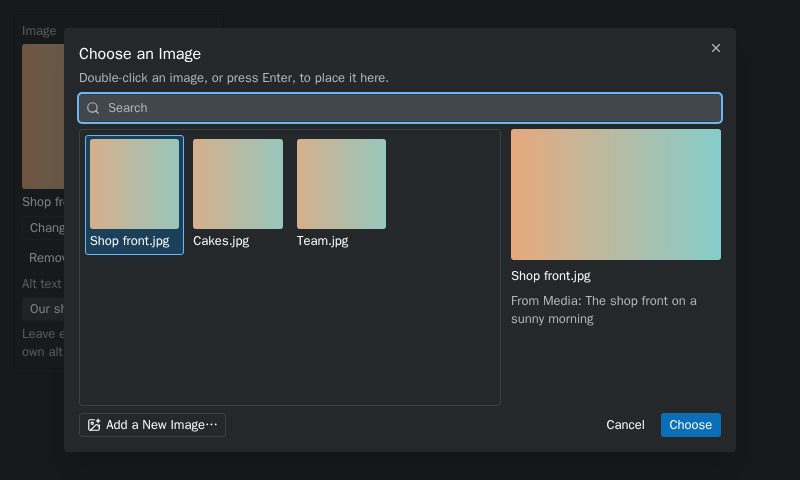 Image
Choose an Image
Double-click an image, or press Enter, to place it here.
Search
Shop front.jpg
Cakes.jpg
Team.jpg
Shop front.jpg
From Media: The shop front on a
sunny morning
Shop fr
Chang
Remov
Alt text
Our sh
Leave e
own alt
Add a New Image···
Cancel
Choose